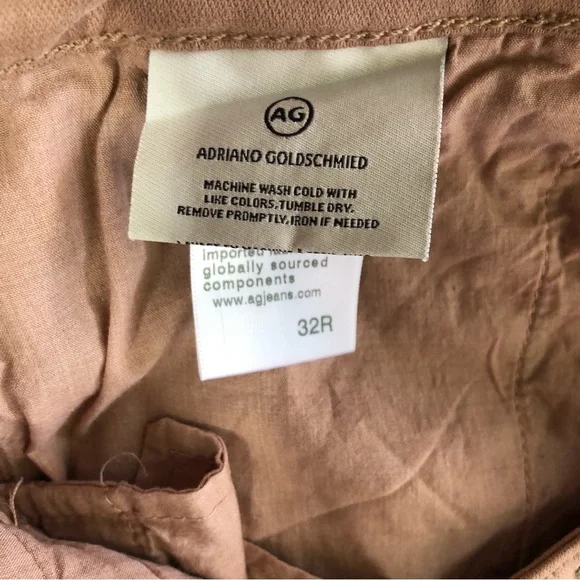 AG
ADRIANO GOLDSCHMIED
MACHINE WASH COLD WITH
LIKE COLORS. TUMBLE DRY.
REMOVE PROMPTLY. IRON IF NEEDED
imported
globally sourced
components
www.agjeans.com
32R